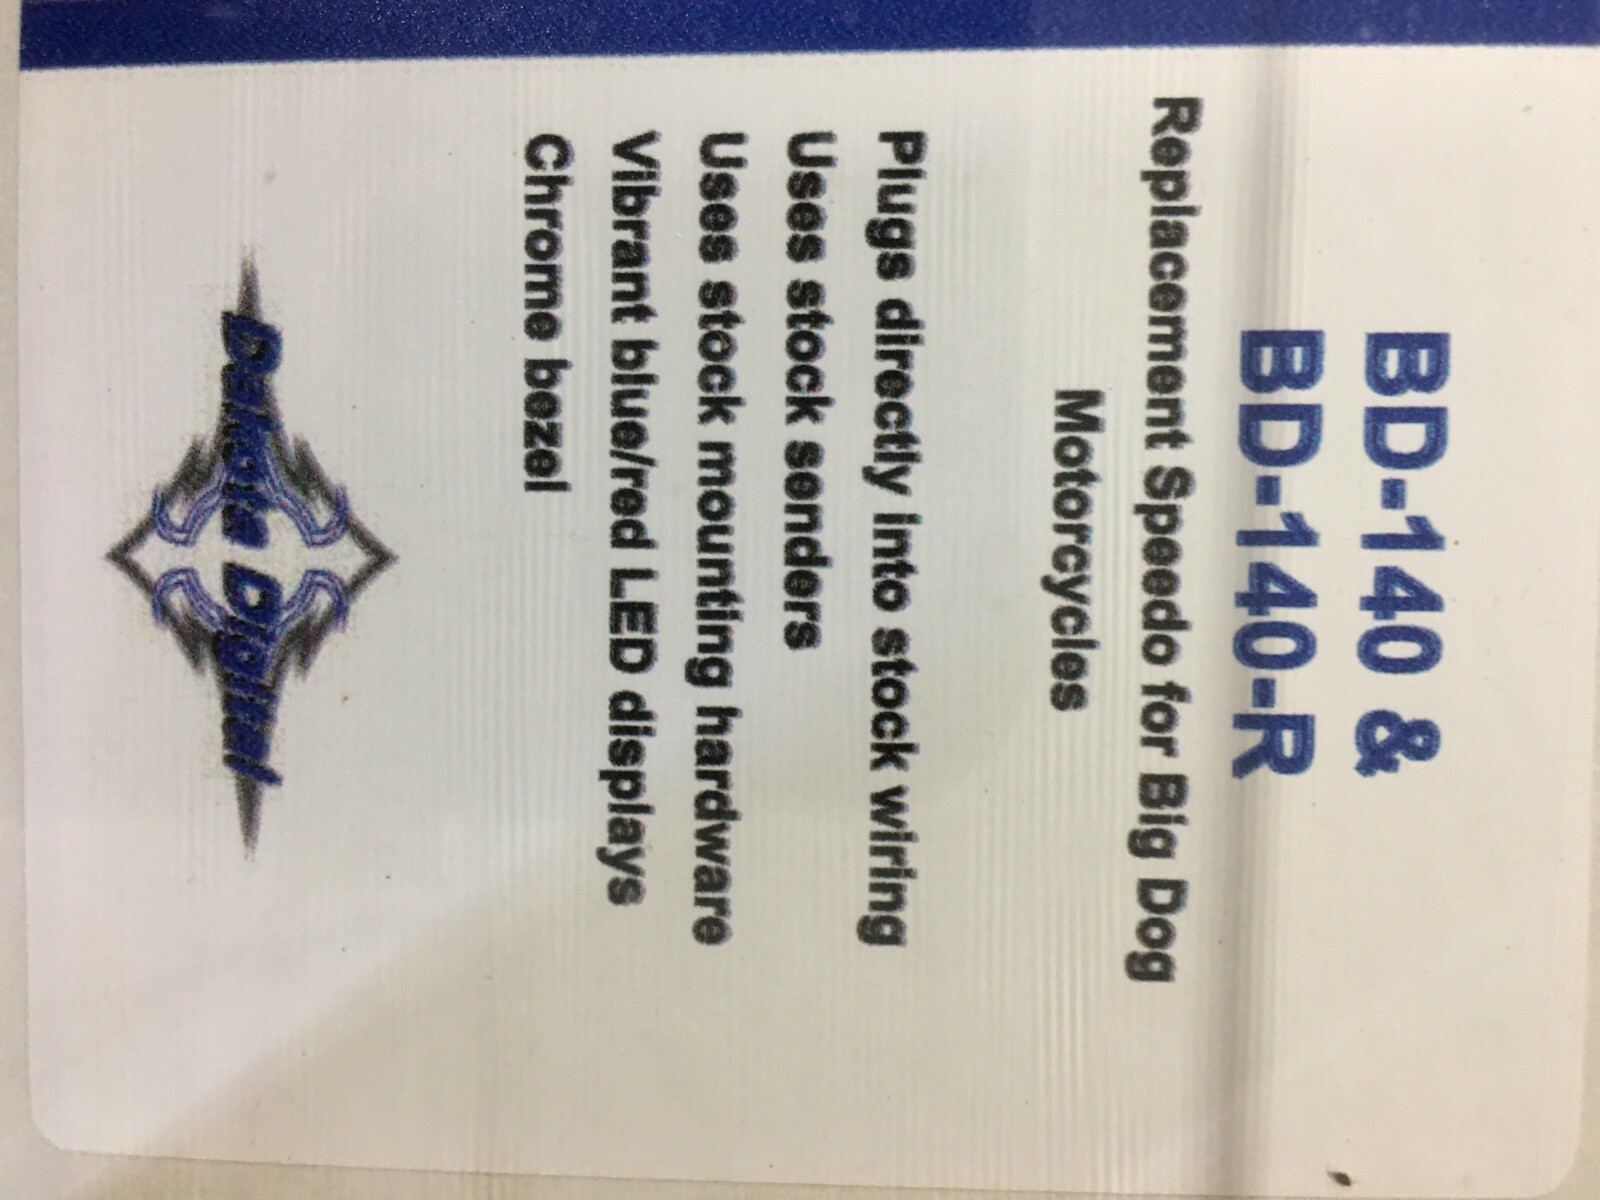 BD-140 &
BD-140-R
Replacement Speedo for Big Dog
Motorcycles
Plugs directly into stock wiring
Uses stock senders
Uses stock mounting hardware
Vibrant blue/red LED displays
Chrome bezel
Dakota Digital